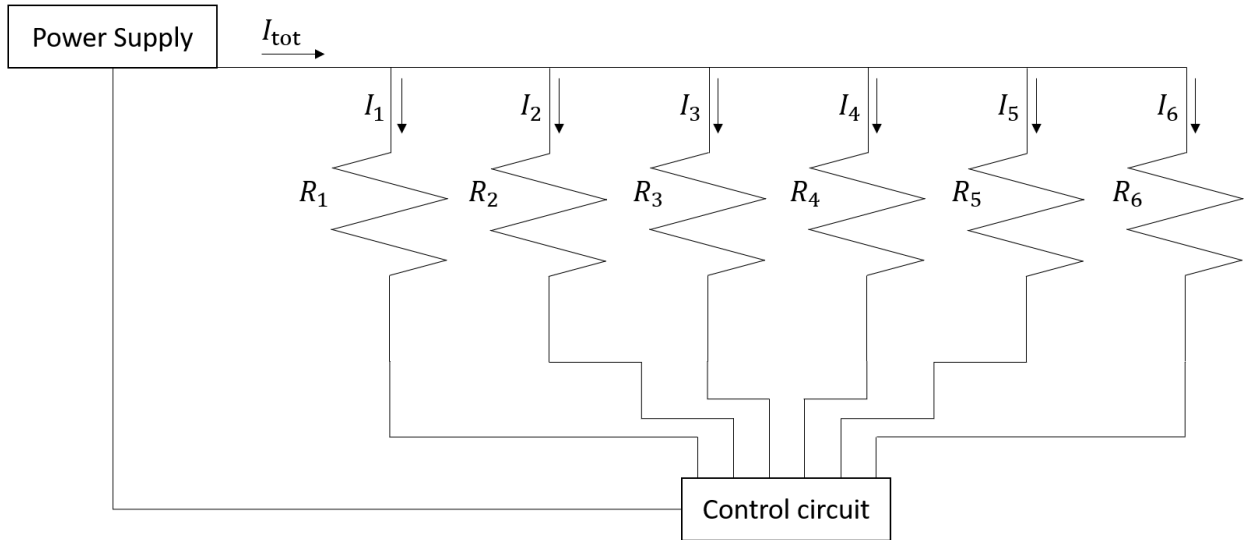 Power Supply
I_tot
I_1
I_2
I_3
I_4
I_5
I_6
R_1
R_2
R_3
R_4
R_5
R_6
Control circuit